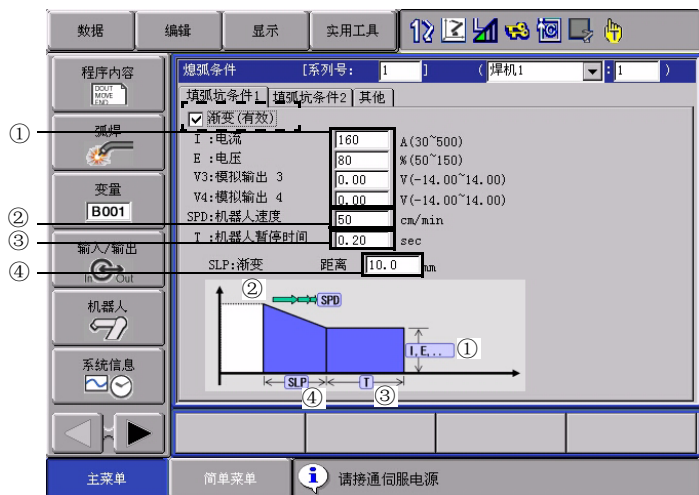 数据 编辑 显示 实用工具
程序内容
DOUT
MOVE
END
弧焊
变量
B001
输入/输出
In Out
机器人
系统信息
主菜单 简单菜单
熄弧条件 [系列号: 1 ] (焊机1 : 1 )
填弧坑条件1 填弧坑条件2 其他
渐变(有效)
① I :电流 160 A(30~500)
E :电压 80 %(50~150)
V3:模拟输出 3 0.00 V(-14.00~14.00)
V4:模拟输出 4 0.00 V(-14.00~14.00)
② SPD:机器人速度 50 cm/min
③ T :机器人暂停时间 0.20 sec
④ SLP:渐变 距离 10.0 mm
② SPD
I,E,.. ①
SLP T
④ ③
请接通伺服电源